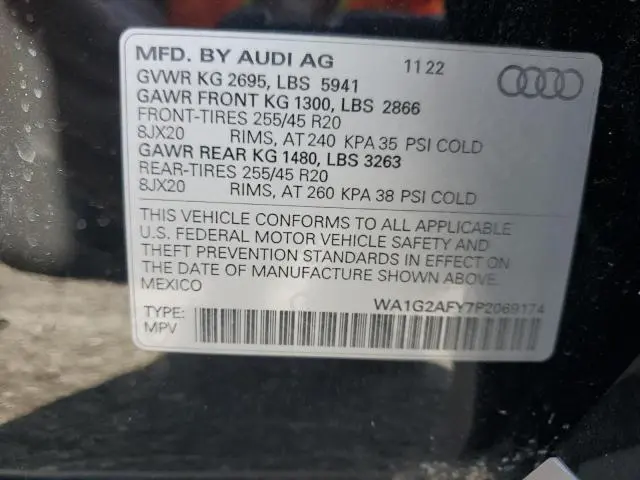 MFD. BY AUDI AG 11 22
GVWR KG 2695, LBS 5941
GAWR FRONT KG 1300, LBS 2866
FRONT-TIRES 255/45 R20
8JX20 RIMS, AT 240 KPA 35 PSI COLD
GAWR REAR KG 1480, LBS 3263
REAR-TIRES 255/45 R20
8JX20 RIMS, AT 260 KPA 38 PSI COLD
THIS VEHICLE CONFORMS TO ALL APPLICABLE
U.S. FEDERAL MOTOR VEHICLE SAFETY AND
THEFT PREVENTION STANDARDS IN EFFECT ON
THE DATE OF MANUFACTURE SHOWN ABOVE.
MEXICO
WA1G2AFY7P2069174
TYPE:
MPV